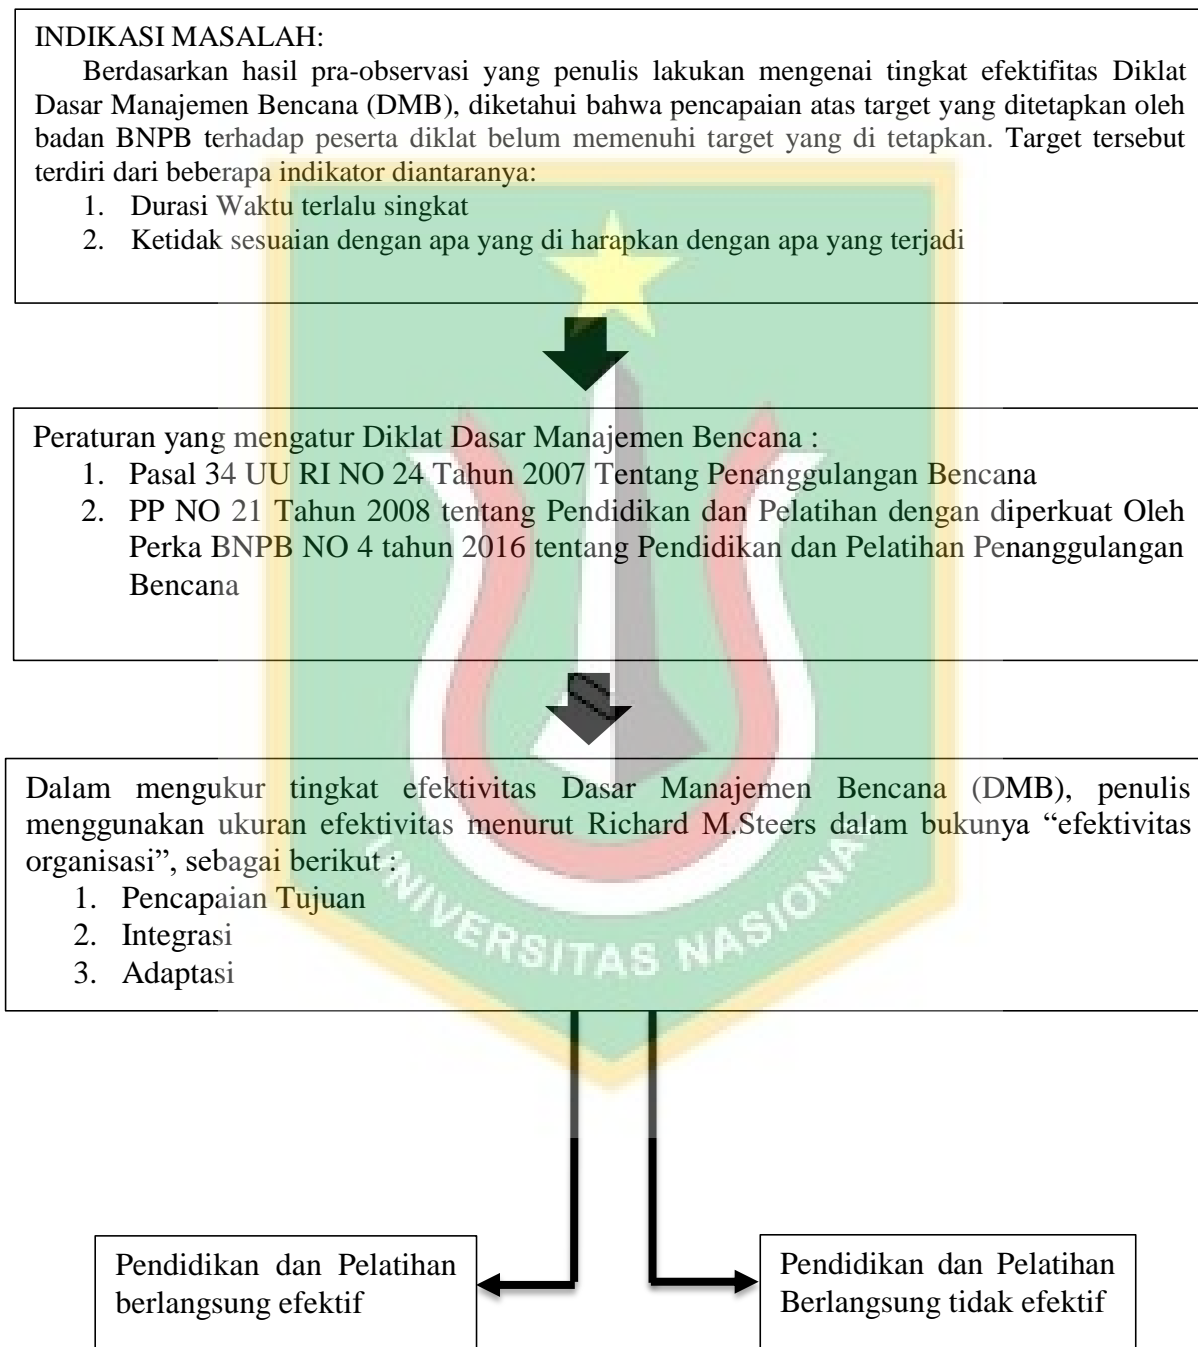 INDIKASI MASALAH:
Berdasarkan hasil pra-observasi yang penulis lakukan mengenai tingkat efektifitas Diklat
Dasar Manajemen Bencana (DMB), diketahui bahwa pencapaian atas target yang ditetapkan oleh
badan BNPB terhadap peserta diklat belum memenuhi target yang di tetapkan. Target tersebut
terdiri dari beberapa indikator diantaranya:
1. Durasi Waktu terlalu singkat
2. Ketidak sesuaian dengan apa yang di harapkan dengan apa yang terjadi
Peraturan yang mengatur Diklat Dasar Manajemen Bencana :
1. Pasal 34 UU RI NO 24 Tahun 2007 Tentang Penanggulangan Bencana
2. PP NO 21 Tahun 2008 tentang Pendidikan dan Pelatihan dengan diperkuat Oleh
Perka BNPB NO 4 tahun 2016 tentang Pendidikan dan Pelatihan Penanggulangan
Bencana
Dalam mengukur tingkat efektivitas Dasar Manajemen Bencana (DMB), penulis
menggunakan ukuran efektivitas menurut Richard M.Steers dalam bukunya “efektivitas
organisasi”, sebagai berikut :
1. Pencapaian Tujuan
2. Integrasi
3. Adaptasi
UNIVERSITAS NASIONAL
Pendidikan dan Pelatihan
berlangsung efektif
Pendidikan dan Pelatihan
Berlangsung tidak efektif